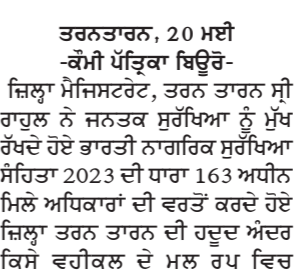 ਤਰਨਤਾਰਨ, 20 ਮਈ
-ਕੌਮੀ ਪੱਤ੍ਰਿਕਾ ਬਿਊਰੋ-
ਜ਼ਿਲ੍ਹਾ ਮੈਜਿਸਟਰੇਟ, ਤਰਨ ਤਾਰਨ ਸ੍ਰੀ
ਰਾਹੁਲ ਨੇ ਜਨਤਕ ਸੁਰੱਖਿਆ ਨੂੰ ਮੁੱਖ
ਰੱਖਦੇ ਹੋਏ ਭਾਰਤੀ ਨਾਗਰਿਕ ਸੁਰੱਖਿਆ
ਸੰਹਿਤਾ 2023 ਦੀ ਧਾਰਾ 163 ਅਧੀਨ
ਮਿਲੇ ਅਧਿਕਾਰਾਂ ਦੀ ਵਰਤੋਂ ਕਰਦੇ ਹੋਏ
ਜ਼ਿਲ੍ਹਾ ਤਰਨ ਤਾਰਨ ਦੀ ਹਦੂਦ ਅੰਦਰ
ਕਿਸੇ ਵਹੀਕਲ ਦੇ ਮੂਲ ਰੂਪ ਵਿਚ